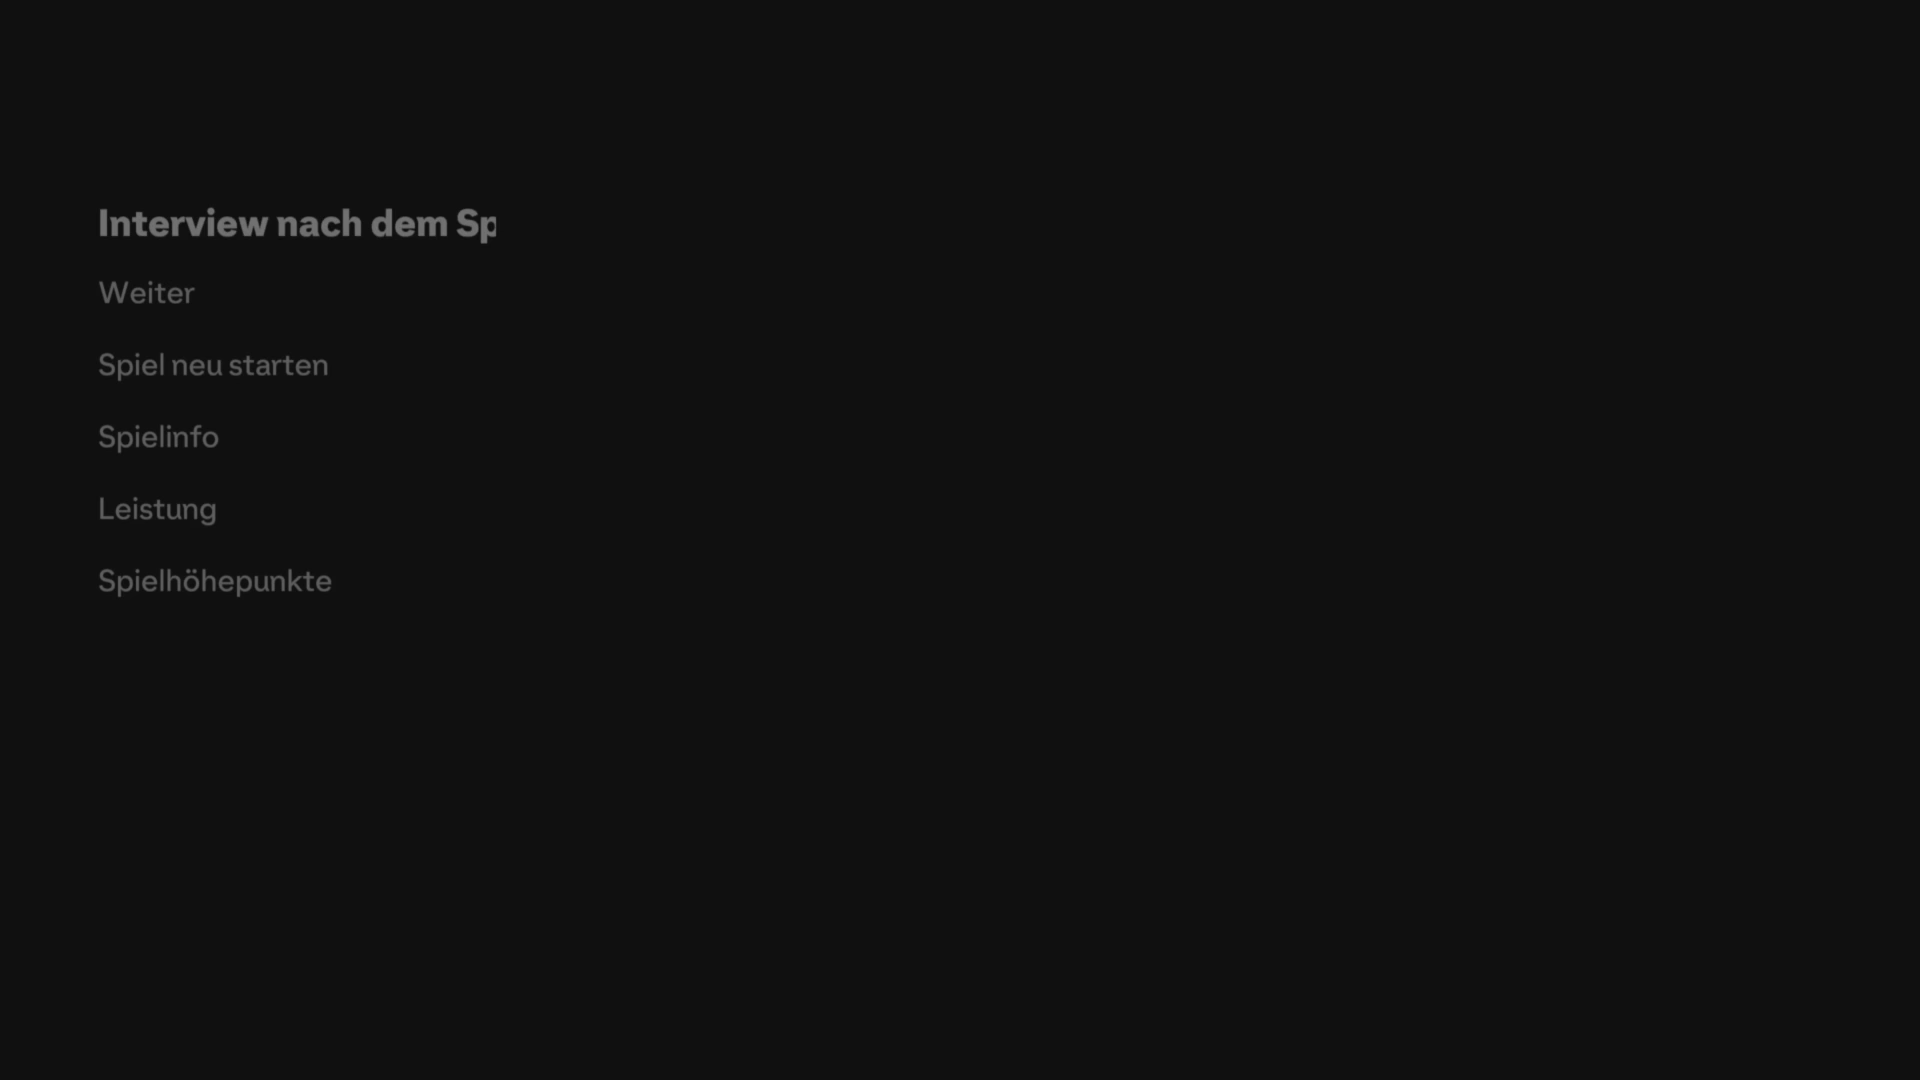 Interview nach dem Sp
Weiter
Spiel neu starten
Spielinfo
Leistung
Spielhöhepunkte